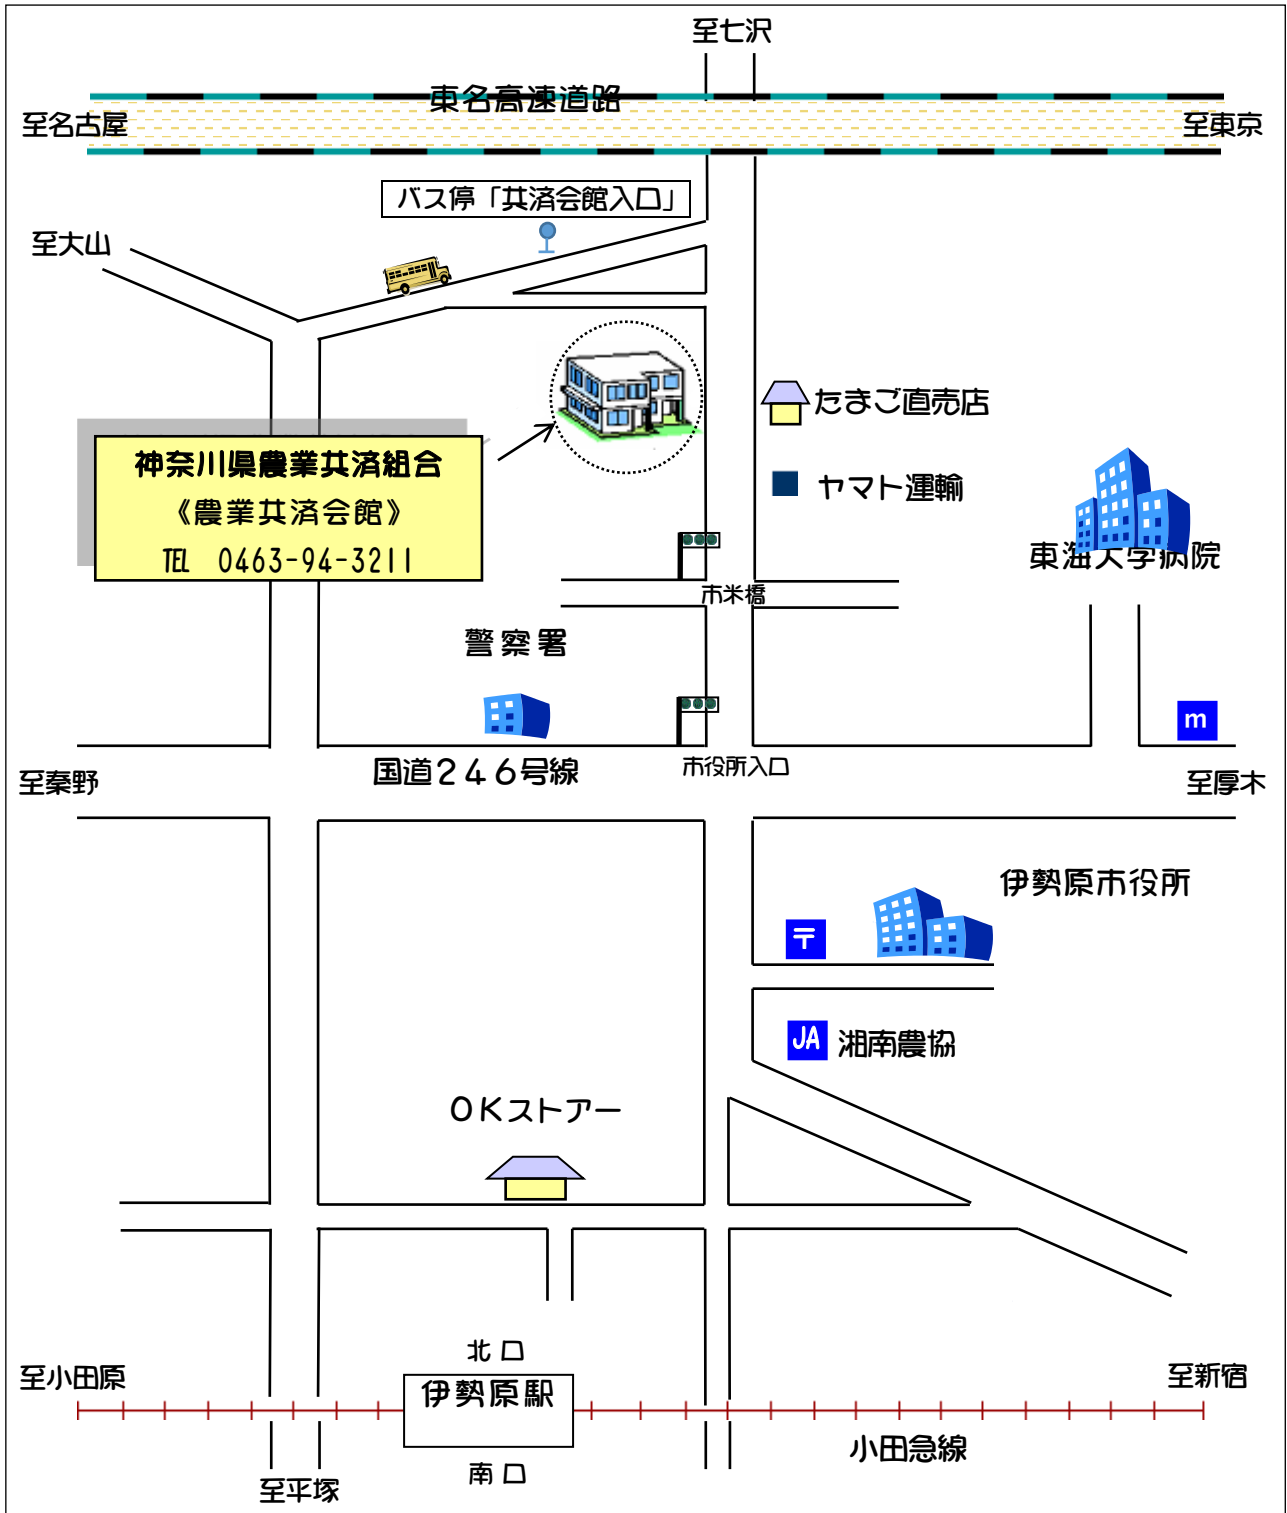 至七沢
東名高速道路
至名古屋
至東京
バス停「共済会館入口」
至大山
たまご直売店
神奈川県農業共済組合
《農業共済会館》
TEL 0463-94-3211
ヤマト運輸
東海大学病院
市米橋
警察署
m
国道246号線
市役所入口
至秦野
至厚木
伊勢原市役所
〒
JA 湘南農協
OKストアー
北口
至小田原
伊勢原駅
至新宿
小田急線
南口
至平塚